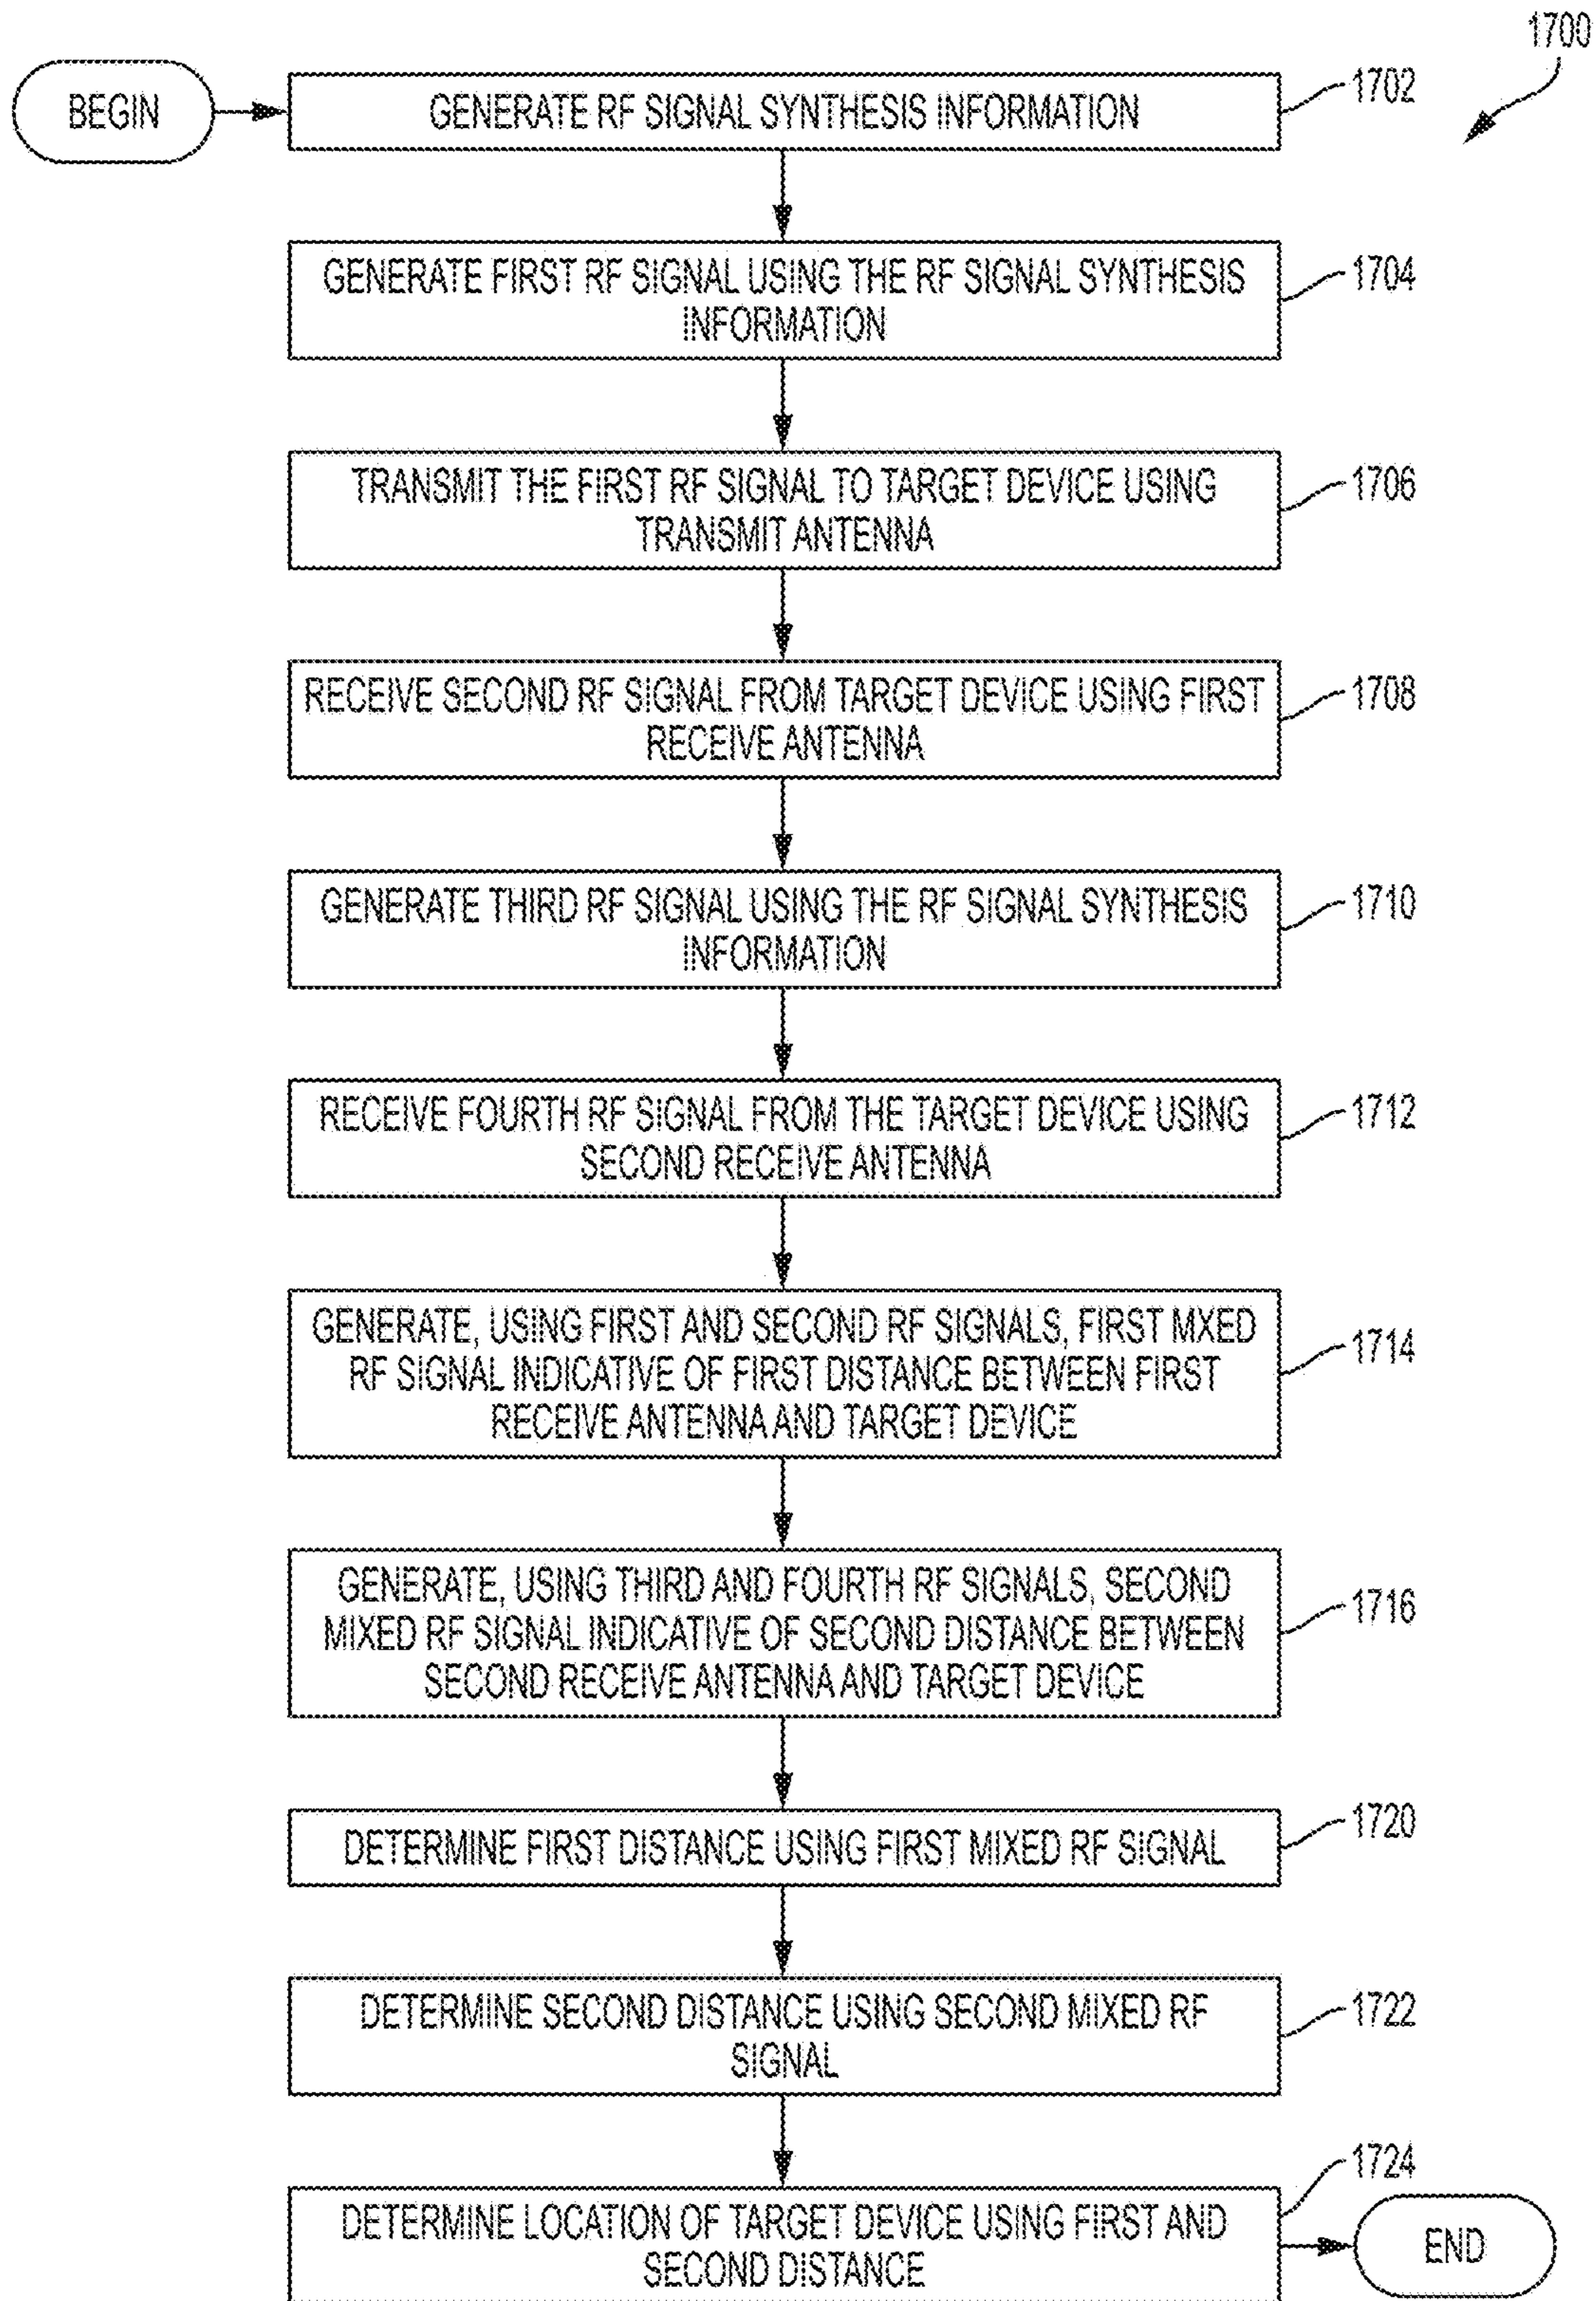 1700
BEGIN
GENERATE RF SIGNAL SYNTHESIS INFORMATION
1702
GENERATE FIRST RF SIGNAL USING THE RF SIGNAL SYNTHESIS
INFORMATION
1704
TRANSMIT THE FIRST RF SIGNAL TO TARGET DEVICE USING
TRANSMIT ANTENNA
1706
RECEIVE SECOND RF SIGNAL FROM TARGET DEVICE USING FIRST
RECEIVE ANTENNA
1708
GENERATE THIRD RF SIGNAL USING THE RF SIGNAL SYNTHESIS
INFORMATION
1710
RECEIVE FOURTH RF SIGNAL FROM THE TARGET DEVICE USING
SECOND RECEIVE ANTENNA
1712
GENERATE, USING FIRST AND SECOND RF SIGNALS, FIRST MXED
RF SIGNAL INDICATIVE OF FIRST DISTANCE BETWEEN FIRST
RECEIVE ANTENNA AND TARGET DEVICE
1714
GENERATE, USING THIRD AND FOURTH RF SIGNALS, SECOND
MIXED RF SIGNAL INDICATIVE OF SECOND DISTANCE BETWEEN
SECOND RECEIVE ANTENNA AND TARGET DEVICE
1716
DETERMINE FIRST DISTANCE USING FIRST MIXED RF SIGNAL
1720
DETERMINE SECOND DISTANCE USING SECOND MIXED RF
SIGNAL
1722
DETERMINE LOCATION OF TARGET DEVICE USING FIRST AND
SECOND DISTANCE
1724
END